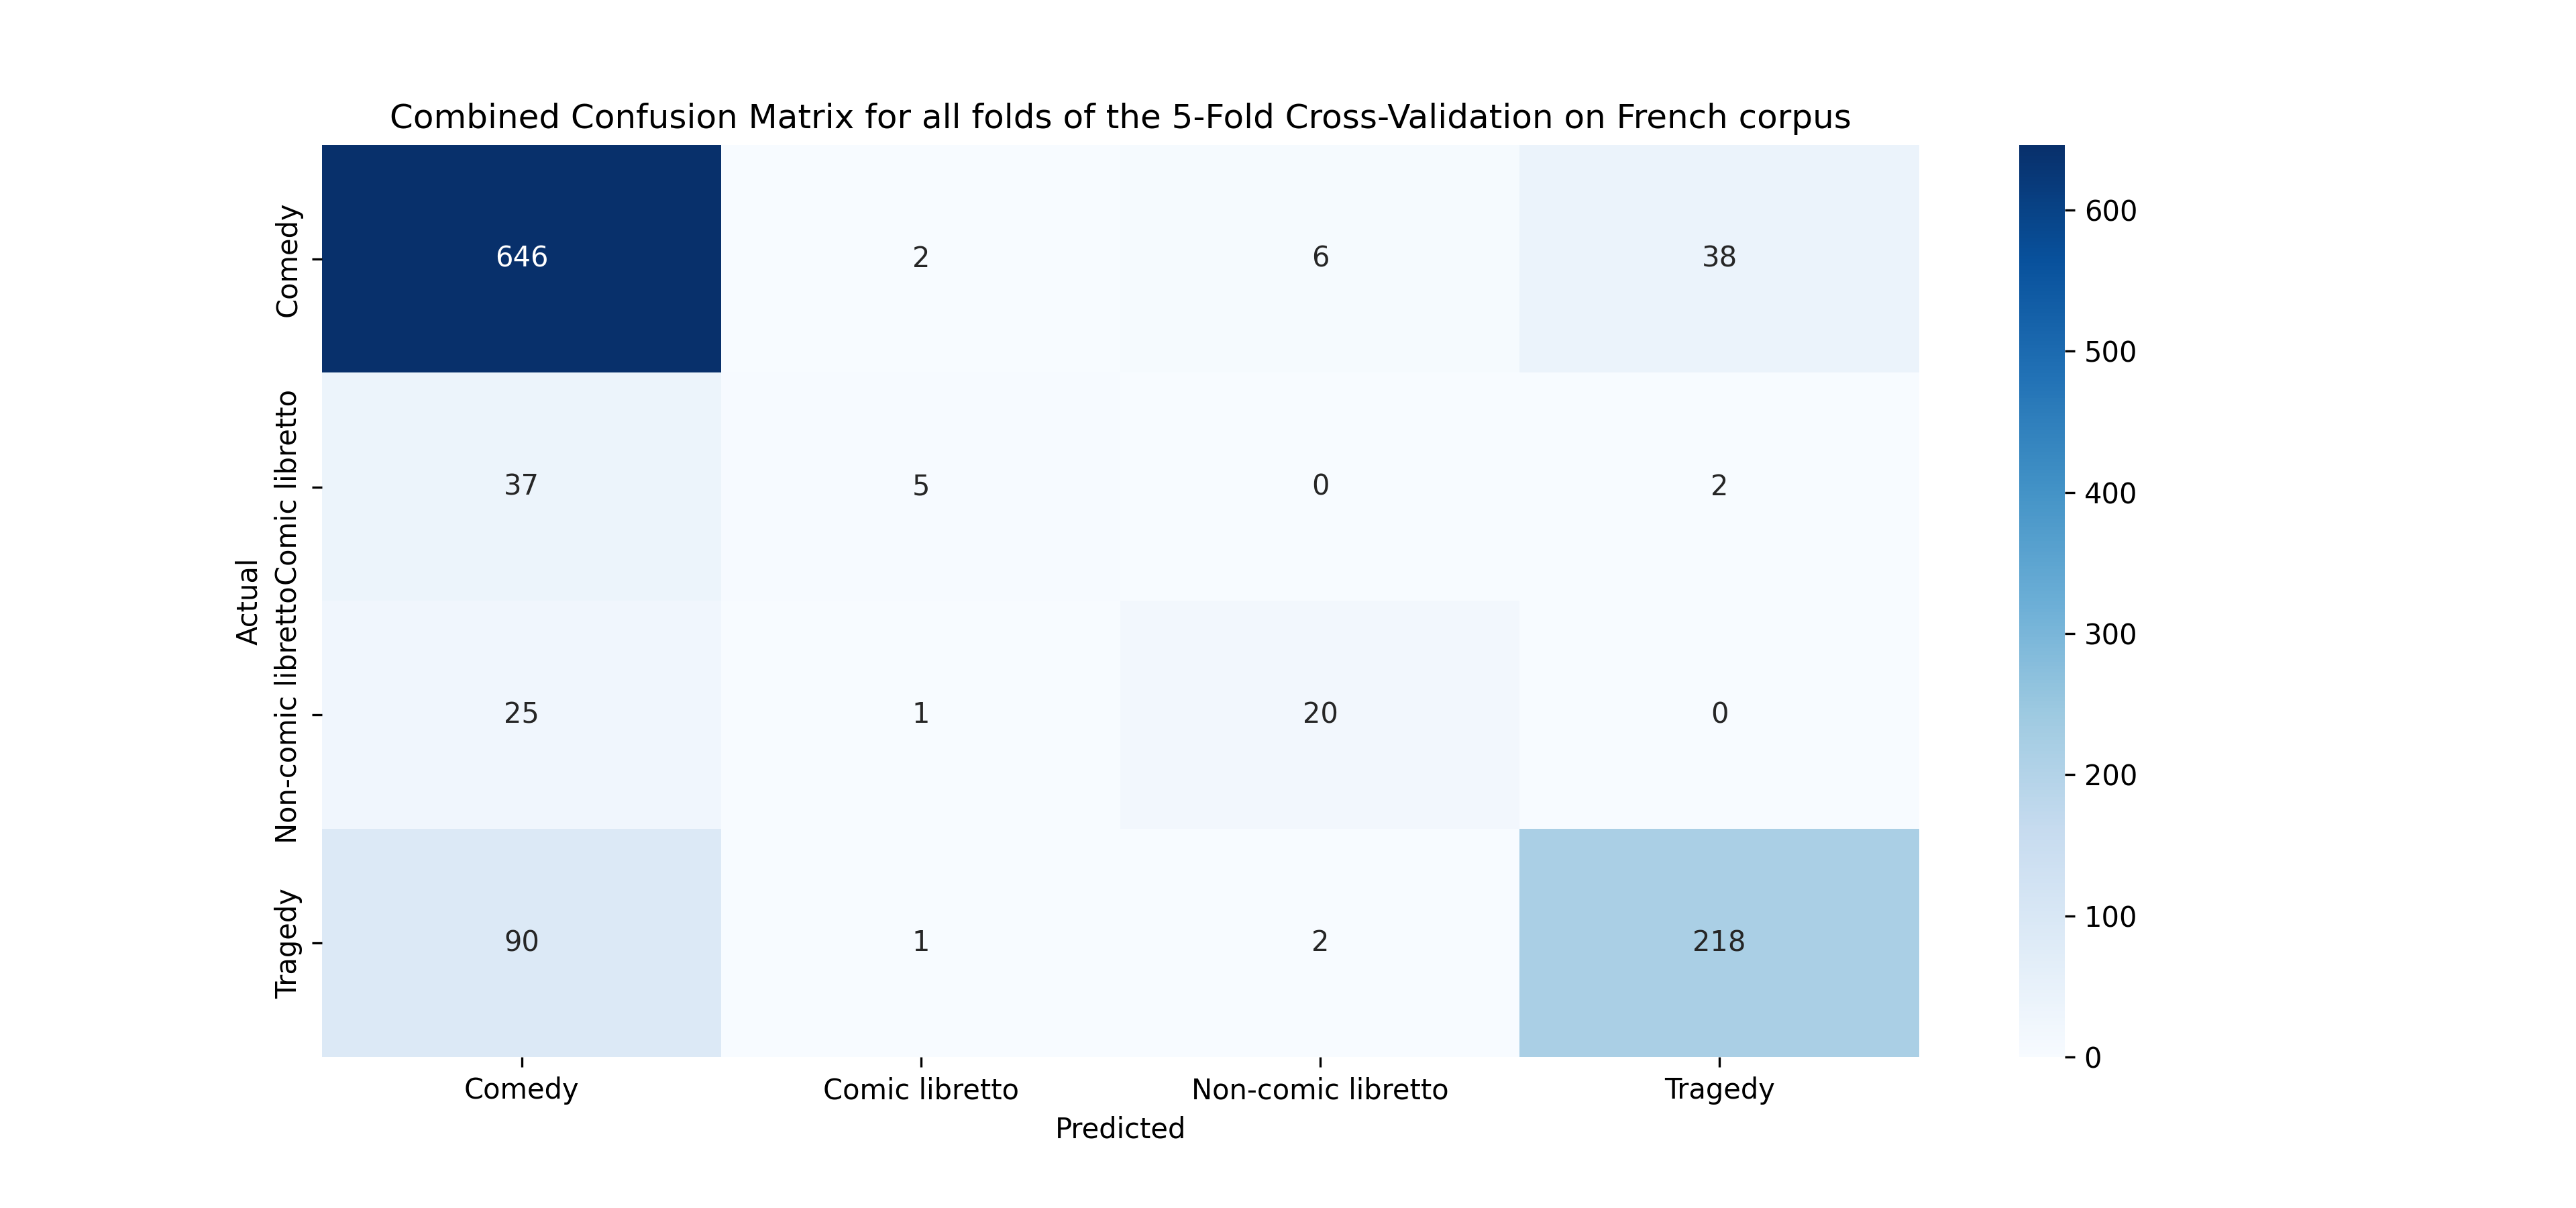 Combined Confusion Matrix for all folds of the 5-Fold Cross-Validation on French corpus
Actual
Comedy
646
2
6
38
Comic libretto
37
5
0
2
Non-comic libretto
25
1
20
0
Tragedy
90
1
2
218
Comedy
Comic libretto
Non-comic libretto
Tragedy
Predicted
600
500
400
300
200
100
0